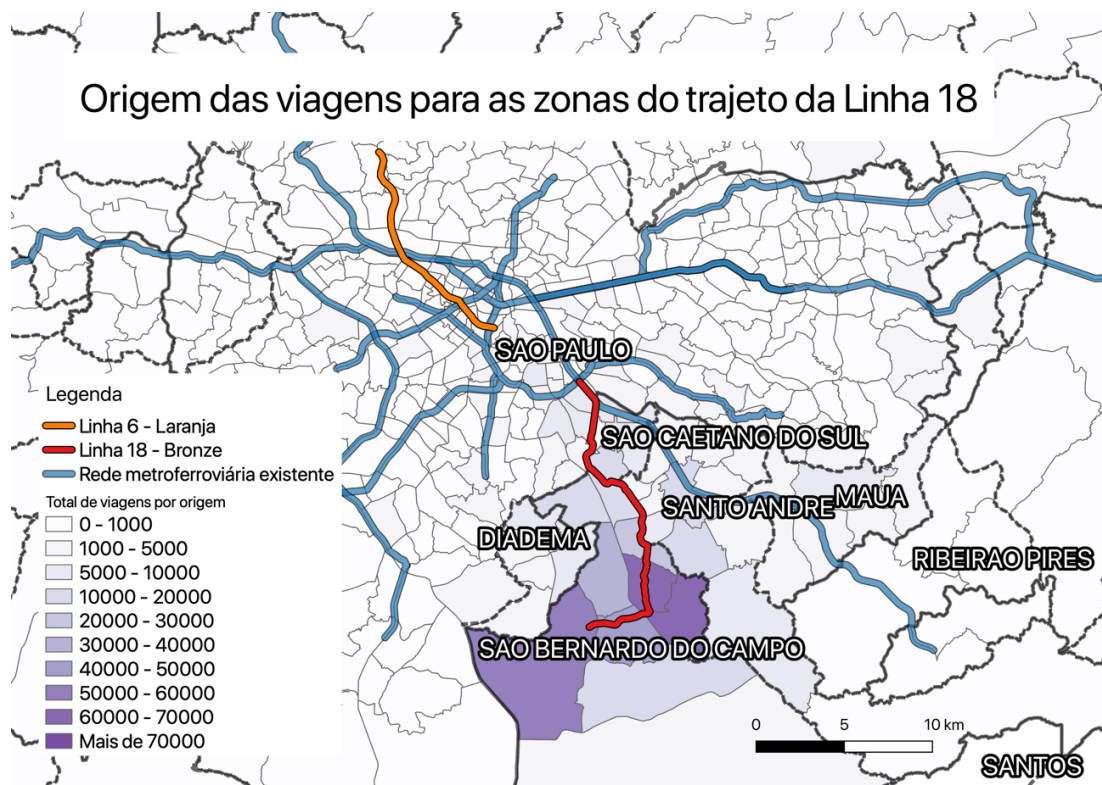 Origem das viagens para as zonas do trajeto da Linha 18
SAO PAULO
Legenda
Linha 6 - Laranja
Linha 18 - Bronze
Rede metroferroviária existente
Total de viagens por origem
0 - 1000
1000 - 5000
5000 - 10000
10000 - 20000
20000 - 30000
30000 - 40000
40000 - 50000
50000 - 60000
60000 - 70000
Mais de 70000
SAO CAETANO DO SUL
SANTO ANDRE
MAUA
DIADEMA
RIBEIRAO PIRES
SAO BERNARDO DO CAMPO
0 5 10 km
SANTOS